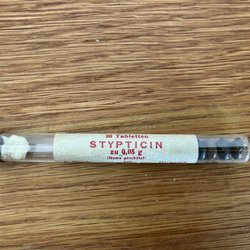 20 Tabletten
STYPTICIN
zu 0,05 g
(Name geschützt)